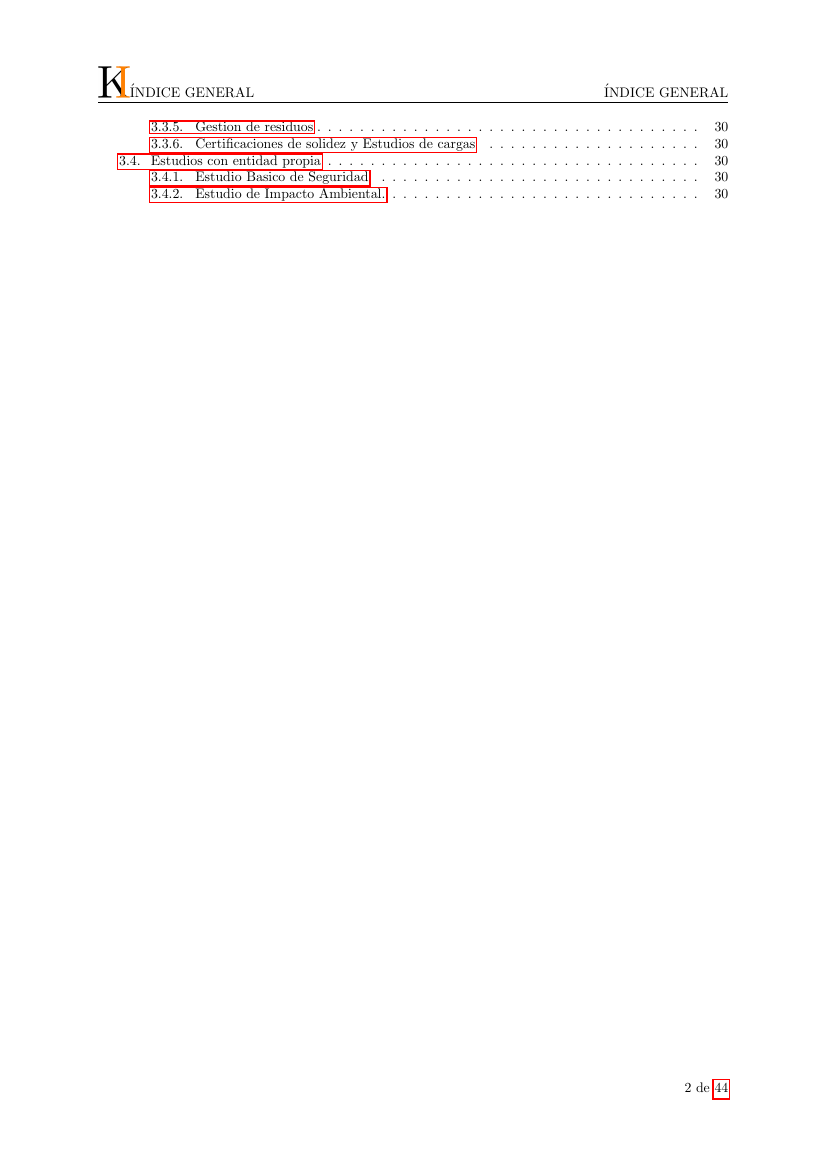 KI ÍNDICE GENERAL ÍNDICE GENERAL
3.3.5. Gestion de residuos . . . . . . . . . . . . . . . . . . . . . . . . . . . . . . . . . . . . 30
3.3.6. Certificaciones de solidez y Estudios de cargas . . . . . . . . . . . . . . . . . . . . 30
3.4. Estudios con entidad propia . . . . . . . . . . . . . . . . . . . . . . . . . . . . . . . . . . . 30
3.4.1. Estudio Basico de Seguridad . . . . . . . . . . . . . . . . . . . . . . . . . . . . . . 30
3.4.2. Estudio de Impacto Ambiental. . . . . . . . . . . . . . . . . . . . . . . . . . . . . . 30
2 de 44